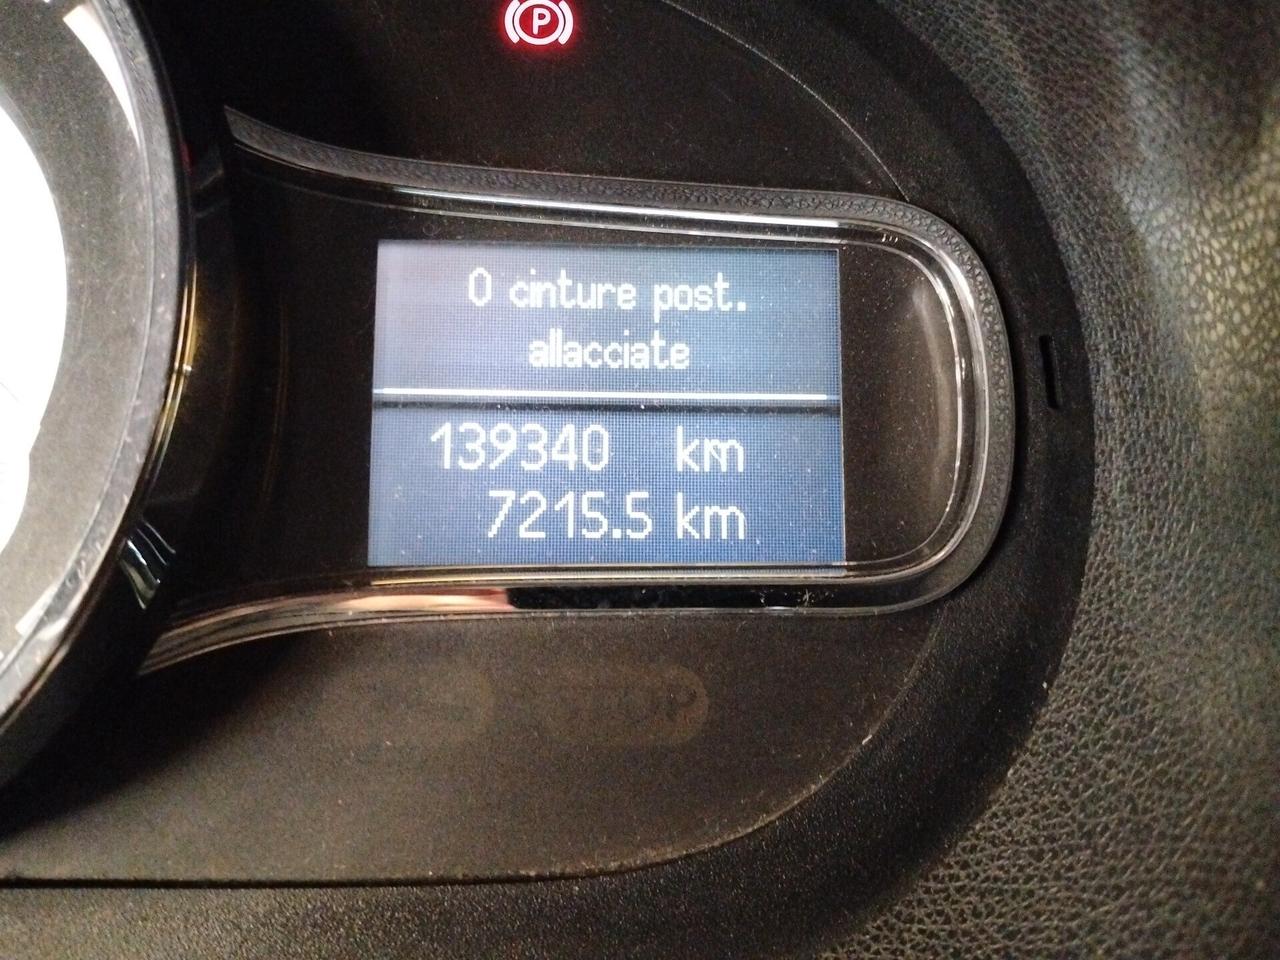 P
0 cinture post.
allacciate
139340 km
7215.5 km